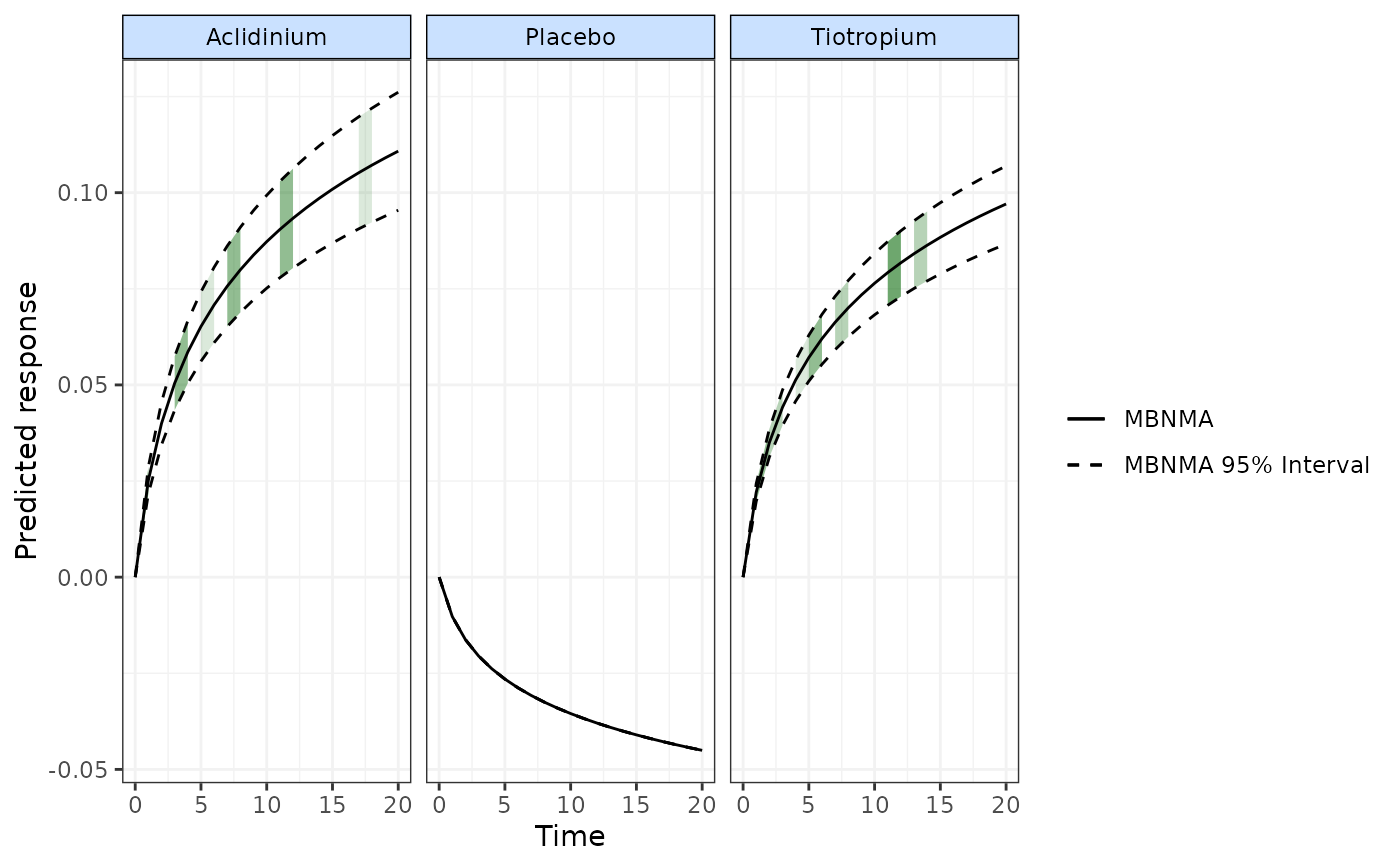 Aclidinium Placebo Tiotropium
0.10
0.05
0.00
-0.05
Predicted response
0 5 10 15 20 0 5 10 15 20 0 5 10 15 20
Time
MBNMA
MBNMA 95% Interval